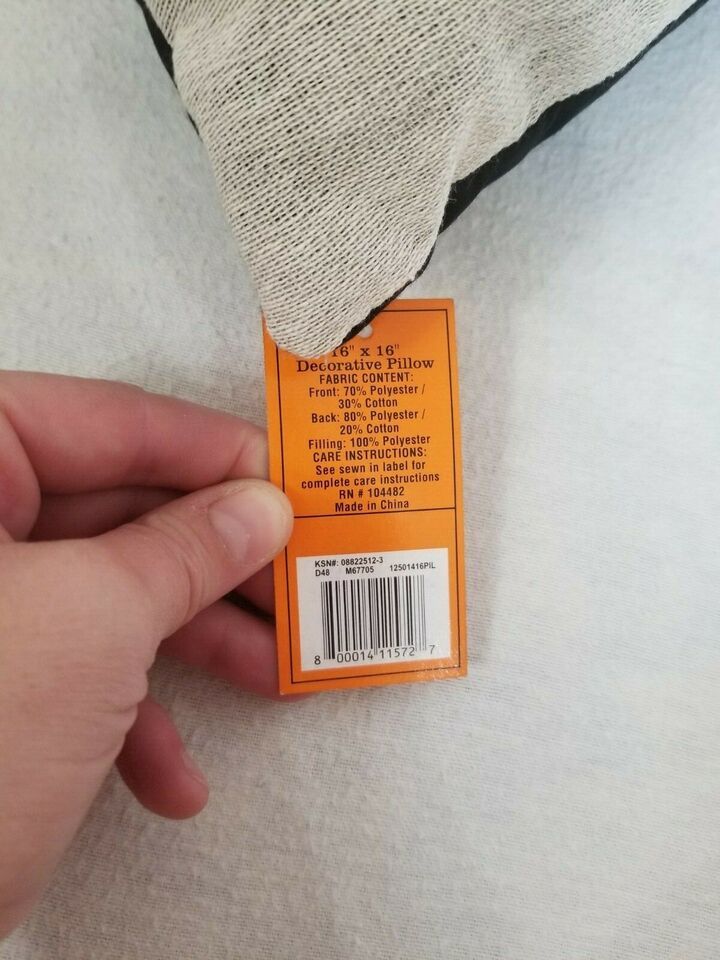 16" x 16"
Decorative Pillow
FABRIC CONTENT:
Front: 70% Polyester /
30% Cotton
Back: 80% Polyester /
20% Cotton
Filling: 100% Polyester
CARE INSTRUCTIONS:
See sewn in label for
complete care instructions
RN # 104482
Made in China
KSN#: 08822512-3
D48 M67705 12501416PIL
8 00014 11572 7